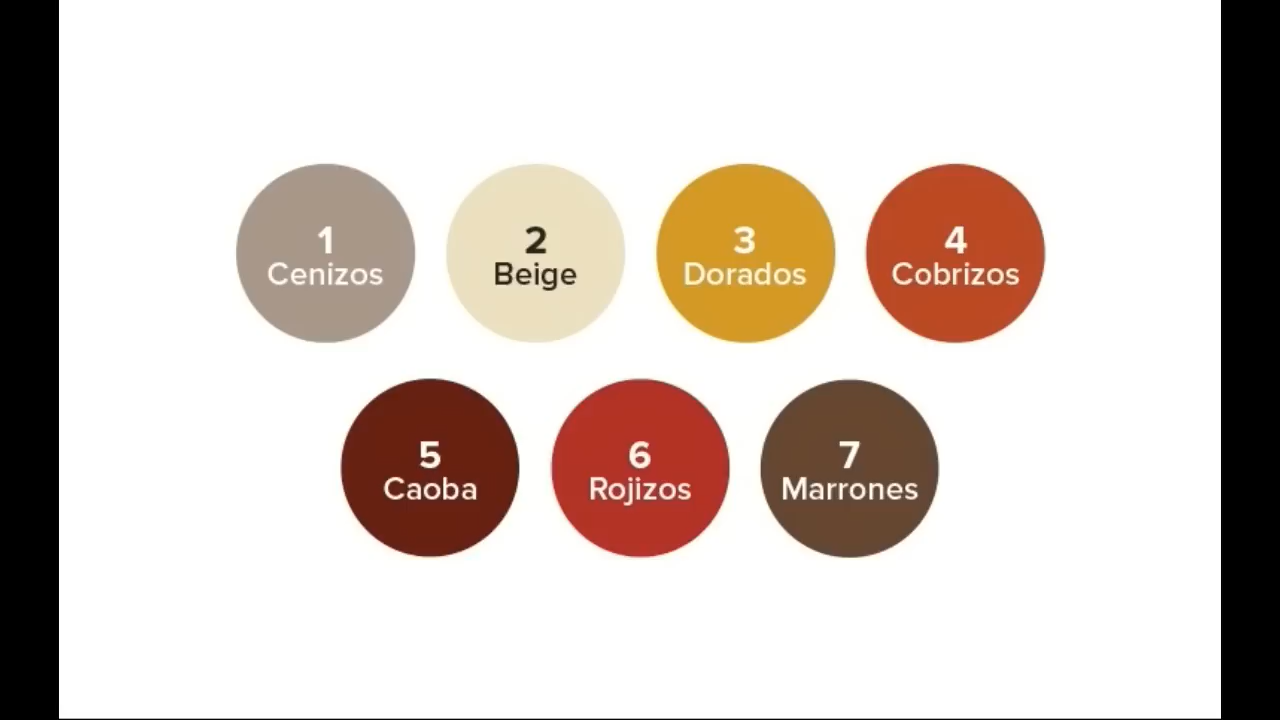 1
Cenizos
2
Beige
3
Dorados
4
Cobrizos
5
Caoba
6
Rojizos
7
Marrones